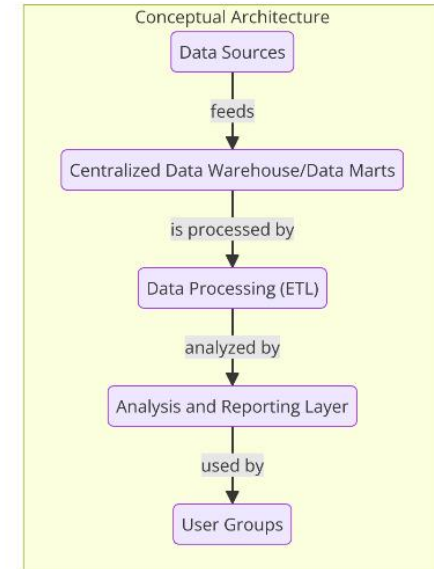 Conceptual Architecture
Data Sources
feeds
Centralized Data Warehouse/Data Marts
is processed by
Data Processing (ETL)
analyzed by
Analysis and Reporting Layer
used by
User Groups